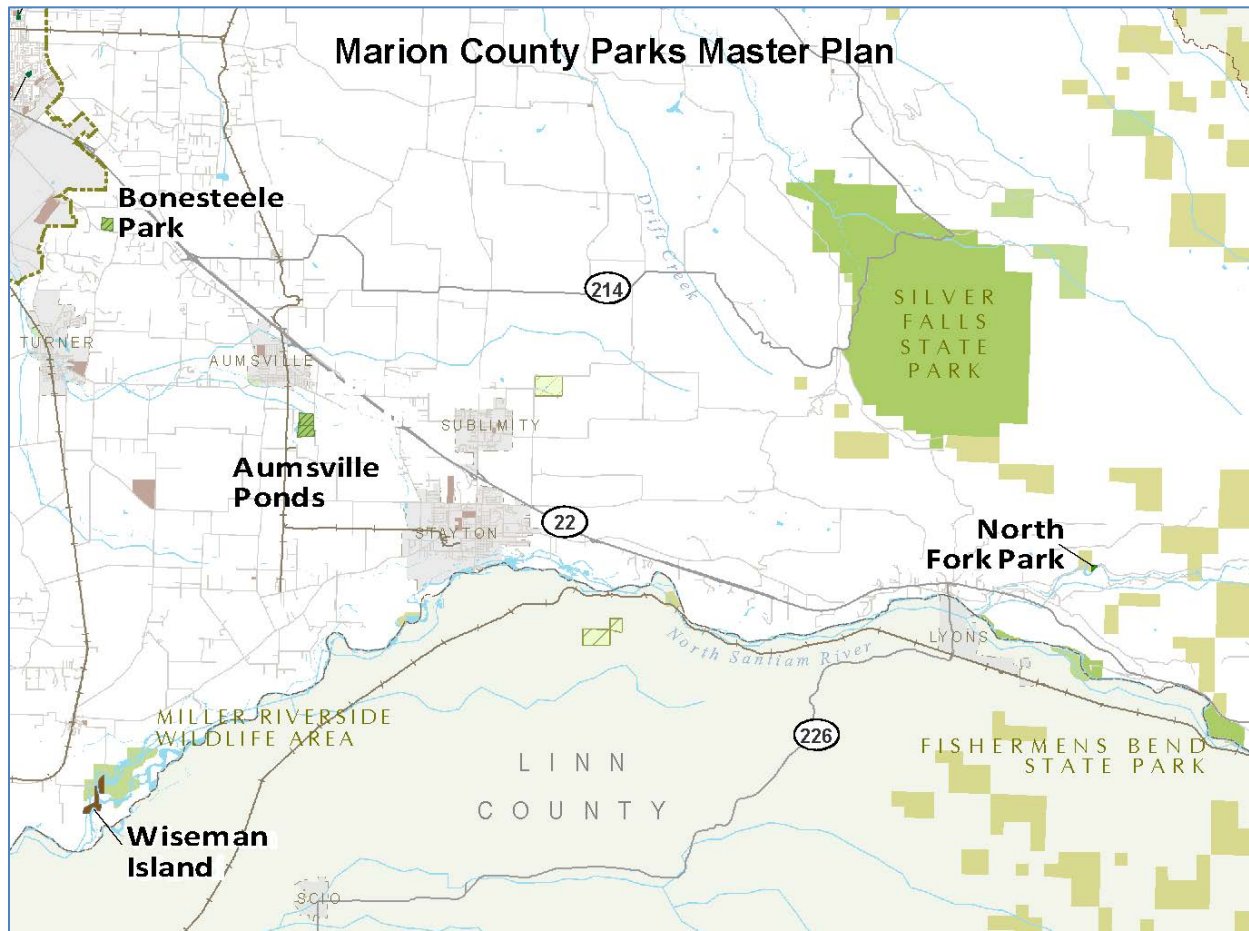 Marion County Parks Master Plan
Bonesteele
Park
Drift Creek
214
SILVER
FALLS
STATE
PARK
TURNER
AUMSVILLE
SUBLIMITY
Aumsville
Ponds
22
STAYTON
North
Fork Park
LYONS
North Santiam River
MILLER RIVERSIDE
WILDLIFE AREA
226
FISHERMENS BEND
STATE PARK
LINN
COUNTY
Wiseman
Island
SCIO